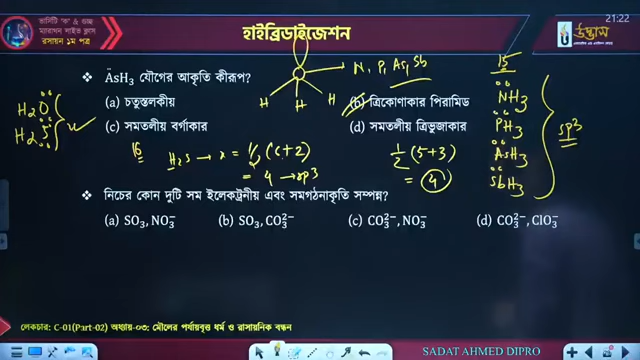 ভার্সিটি 'ক' & গুচ্ছ
ম্যারাথন লাইভ ক্লাস
রসায়ন ১ম পত্র
হাইব্রিডাইজেশন
21:22
উদ্ভাস
ÄsH₃ যৌগের আকৃতি কীরূপ?
(a) চতুস্তলকীয়
(b) ত্রিকোণাকার পিরামিড
(c) সমতলীয় বর্গাকার
(d) সমতলীয় ত্রিভুজাকার
N, P, As, Sb
H H H
H₂O
H₂S
16
H₂S → x = 1/2 (6+2)
= 4 → sp3
1/2 (5+3)
= 4
15
NH₃
PH₃
AsH₃
SbH₃
sp3
নিচের কোন দুটি সম ইলেকট্রনীয় এবং সমগঠনাকৃতি সম্পন্ন?
(a) SO₃, NO₃⁻
(b) SO₃, CO₃²⁻
(c) CO₃²⁻, NO₃⁻
(d) CO₃²⁻, ClO₃⁻
লেকচার: C-01(Part-02) অধ্যায়-০৩: মৌলের পর্যায়বৃত্ত ধর্ম ও রাসায়নিক বন্ধন
SADAT AHMED DIPRO